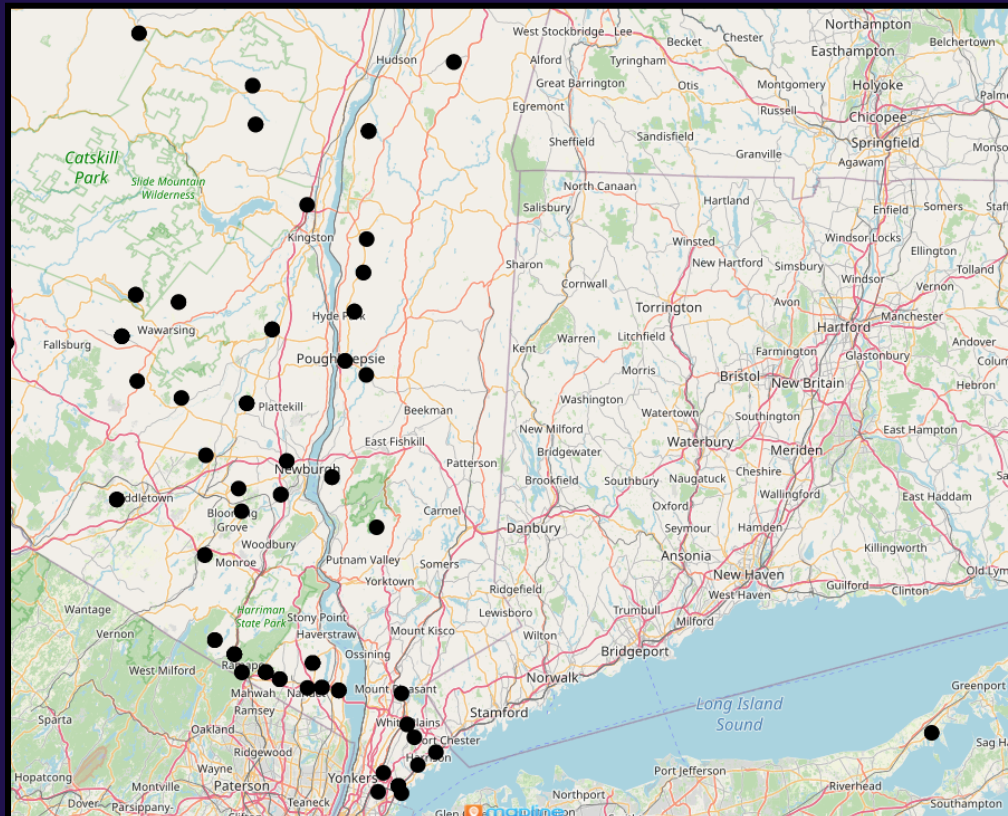 Northampton
West Stockbridge
Lee
Becket
Chester
Easthampton
Belchertown
Hudson
Alford
Tyringham
Holyoke
Great Barrington
Otis
Montgomery
Palm
Egremont
Russell
Chicopee
Sheffield
Sandisfield
Springfield
Monso
Catskill
Park
Granville
Agawam
Slide Mountain
Wilderness
North Canaan
Salisbury
Hartland
Enfield
Somers
Kingston
Winsted
Windsor Locks
Ellington
Sharon
New Hartford
Simsbury
Tolland
Cornwall
Windsor
Vernon
Torrington
Avon
Hyde Park
Manchester
Wawarsing
Hartford
Fallsburg
Warren
Litchfield
Andover
Kent
Farmington
Glastonbury
Morris
Bristol
New Britain
Hebron
Washington
Plattekill
Beekman
Watertown
Southington
New Milford
East Hampton
East Fishkill
Waterbury
Meriden
Bridgewater
Newburgh
Patterson
Cheshire
Brookfield
Southbury
Naugatuck
Wallingford
East Haddam
Oxford
Carmel
Grove
Danbury
Seymour
Hamden
Woodbury
Killingworth
Monroe
Putnam Valley
Somers
Ansonia
New Haven
Yorktown
Ridgefield
West Haven
Guilford
Clinton
Old Lym
Wantage
Harriman
State Park
Stony Point
Lewisboro
Trumbull
Vernon
Haverstraw
Mount Kisco
Wilton
Milford
Ossining
Bridgeport
West Milford
Norwalk
Mahwah
Ramsey
Greenport
Sparta
Oakland
Stamford
Long Island
Sound
Sag Ha
Ridgewood
Wayne
Port Jefferson
Hopatcong
Yonkers
Riverhead
Montville
Paterson
Dover
Teaneck
Northport
Southampton
Parsippany-
mapline